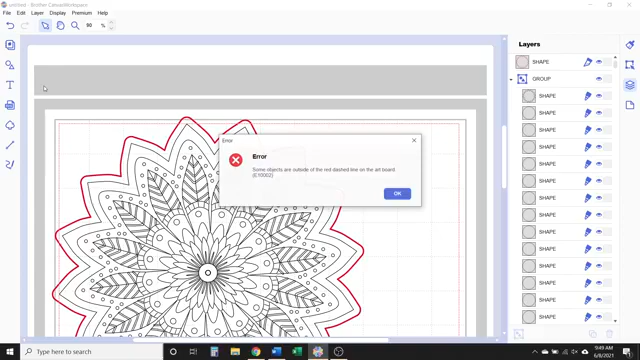 untitled - Brother CanvasWorkspace
File Edit Layer Display Premium Help
90 %
Layers
SHAPE
GROUP
SHAPE
SHAPE
SHAPE
SHAPE
SHAPE
SHAPE
SHAPE
SHAPE
SHAPE
SHAPE
SHAPE
SHAPE
SHAPE
SHAPE
Error
Error
Some objects are outside of the red dashed line on the art board
(E10002)
OK
Type here to search
9:49 AM
6/8/2021